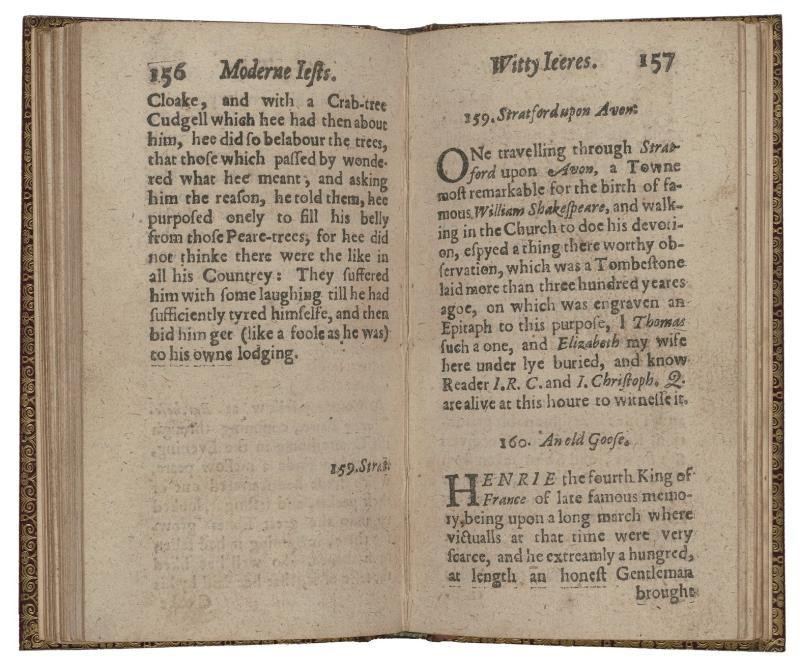 156 Moderne Iests.
Cloake, and with a Crab-tree
Cudgell which hee had then about
him, hee did so belabour the trees,
that those which passed by wonde-
red what hee meant, and asking
him the reason, he told them, hee
purposed onely to fill his belly
from those Peare-trees, for hee did
not thinke there were the like in
all his Countrey: They suffered
him with some laughing till he had
sufficiently tyred himselfe, and then
bid him get (like a foole as he was)
to his owne lodging.
159. Strat-
Witty Ieeres. 157
159. Stratford upon Avon.
ONe travelling through Strat-
ford upon Avon, a Towne
most remarkable for the birth of fa-
mous William Shakespeare, and walk-
ing in the Church to doe his devoti-
on, espyed a thing there worthy ob-
servation, which was a Tombestone
laid more than three hundred yeares
agoe, on which was engraven an
Epitaph to this purpose, I Thomas
such a one, and Elizabeth my wife
here under lye buried, and know
Reader I. R. C. and I. Christoph. Q.
are alive at this houre to witnesse it.
160. An old Goose.
HENRIE the fourth King of
France of late famous memo-
ry, being upon a long march where
victualls at that time were very
scarce, and he extreamly a hungred,
at length an honest Gentleman
brought